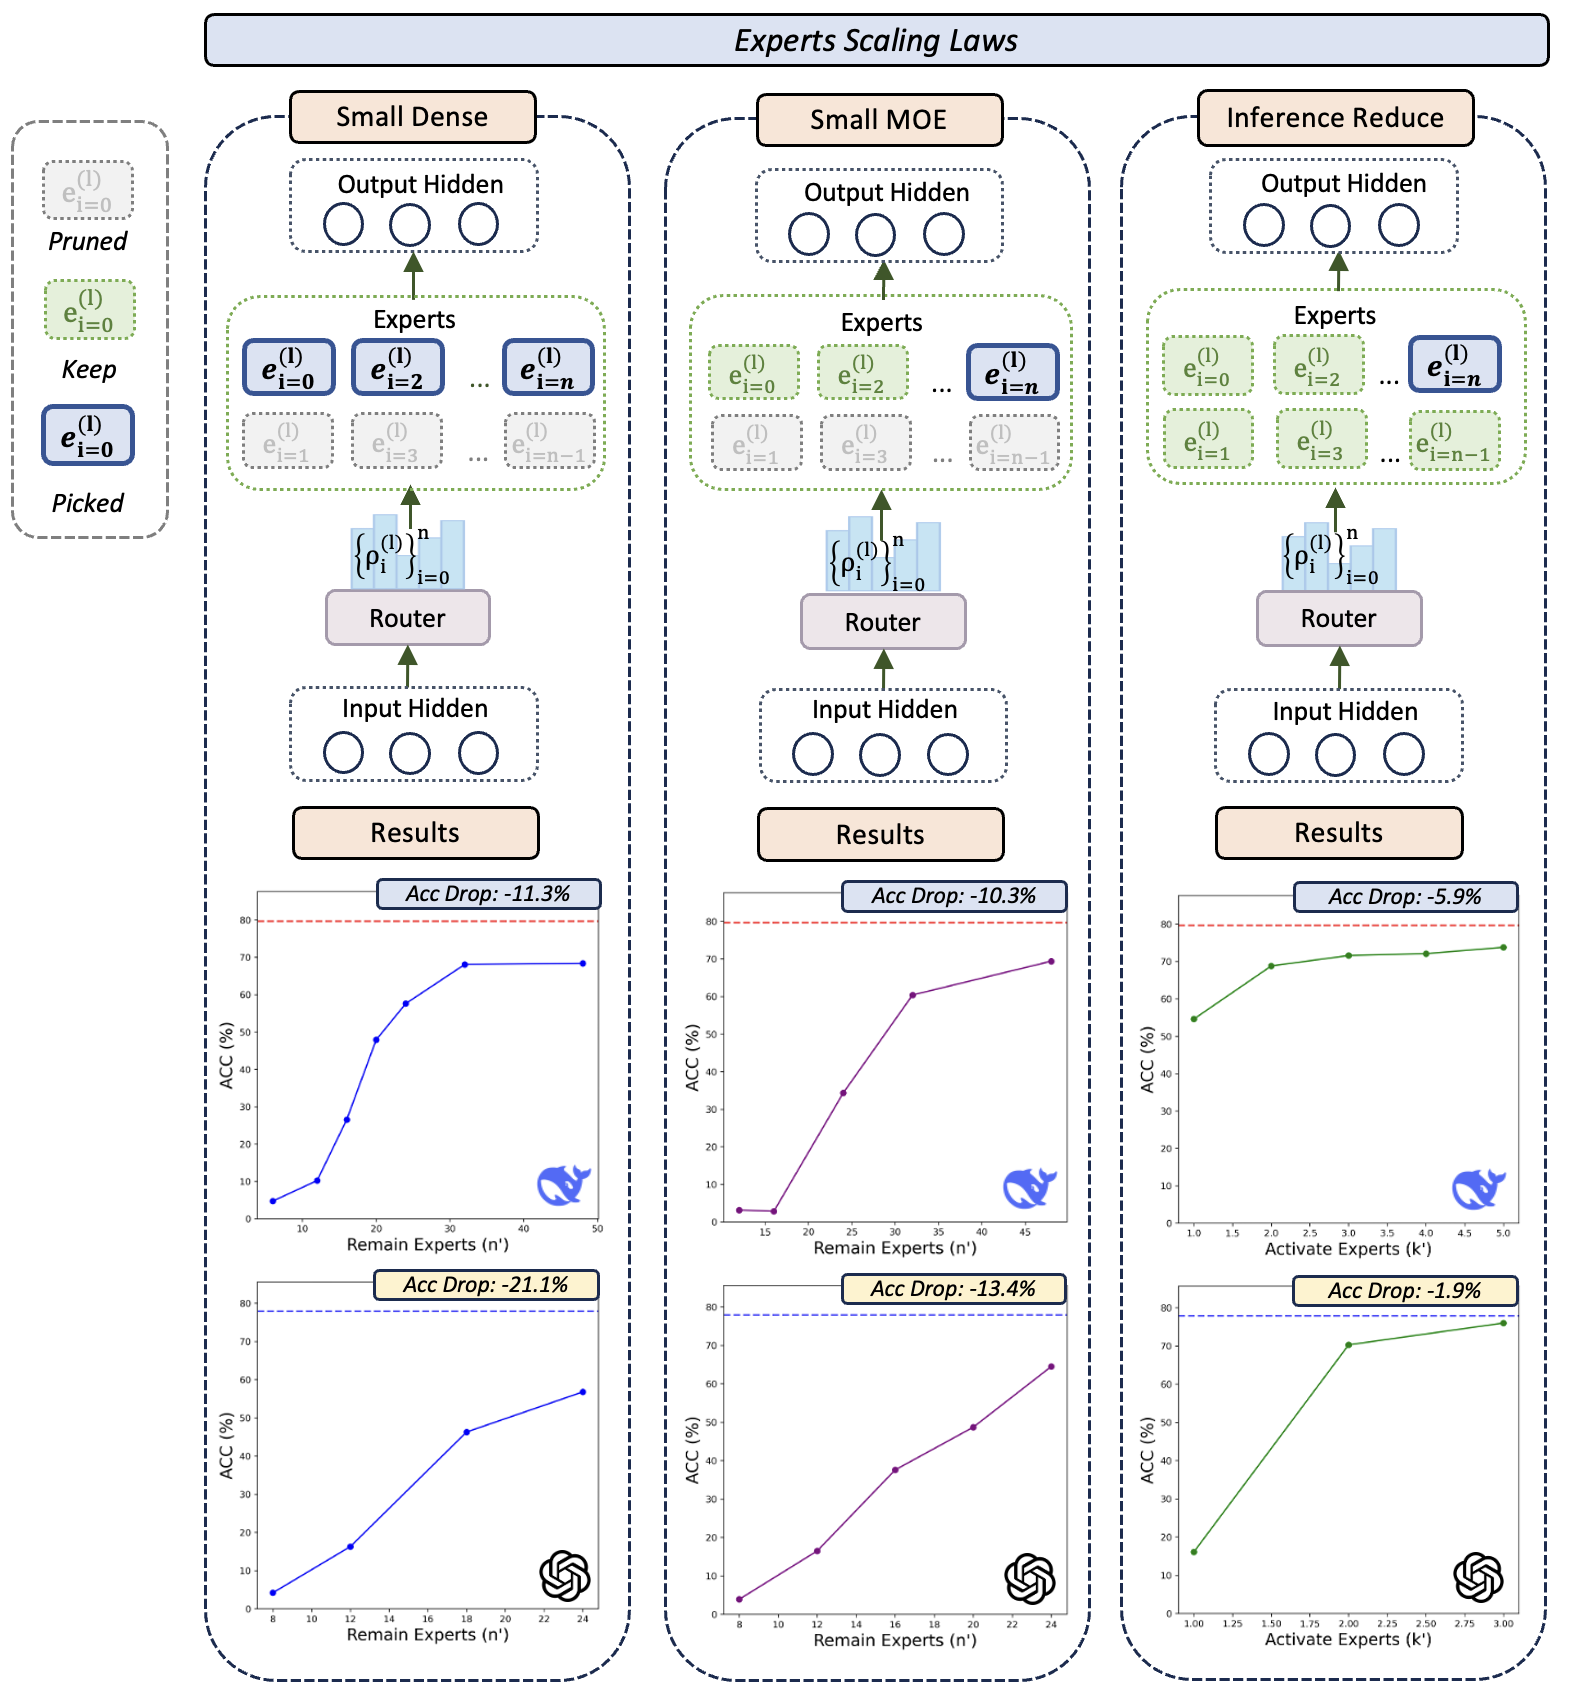 Experts Scaling Laws
e_{i=0}^{(l)}
Pruned
e_{i=0}^{(l)}
Keep
e_{i=0}^{(l)}
Picked
Small Dense
Output Hidden
Experts
e_{i=0}^{(l)} e_{i=2}^{(l)} ... e_{i=n}^{(l)}
e_{i=1}^{(l)} e_{i=3}^{(l)} ... e_{i=n-1}^{(l)}
{ρ_i^{(l)}}_{i=0}^{n}
Router
Input Hidden
Results
Acc Drop: -11.3%
ACC (%)
80
70
60
50
40
30
20
10
0
10 20 30 40 50
Remain Experts (n')
Acc Drop: -21.1%
ACC (%)
80
70
60
50
40
30
20
10
0
8 10 12 14 16 18 20 22 24
Remain Experts (n')
Small MOE
Output Hidden
Experts
e_{i=0}^{(l)} e_{i=2}^{(l)} ... e_{i=n}^{(l)}
e_{i=1}^{(l)} e_{i=3}^{(l)} ... e_{i=n-1}^{(l)}
{ρ_i^{(l)}}_{i=0}^{n}
Router
Input Hidden
Results
Acc Drop: -10.3%
ACC (%)
80
70
60
50
40
30
20
10
0
15 20 25 30 35 40 45
Remain Experts (n')
Acc Drop: -13.4%
ACC (%)
80
70
60
50
40
30
20
10
0
8 10 12 14 16 18 20 22 24
Remain Experts (n')
Inference Reduce
Output Hidden
Experts
e_{i=0}^{(l)} e_{i=2}^{(l)} ... e_{i=n}^{(l)}
e_{i=1}^{(l)} e_{i=3}^{(l)} ... e_{i=n-1}^{(l)}
{ρ_i^{(l)}}_{i=0}^{n}
Router
Input Hidden
Results
Acc Drop: -5.9%
ACC (%)
80
70
60
50
40
30
20
10
0
1.0 1.5 2.0 2.5 3.0 3.5 4.0 4.5 5.0
Activate Experts (k')
Acc Drop: -1.9%
ACC (%)
80
70
60
50
40
30
20
10
0
1.00 1.25 1.50 1.75 2.00 2.25 2.50 2.75 3.00
Activate Experts (k')